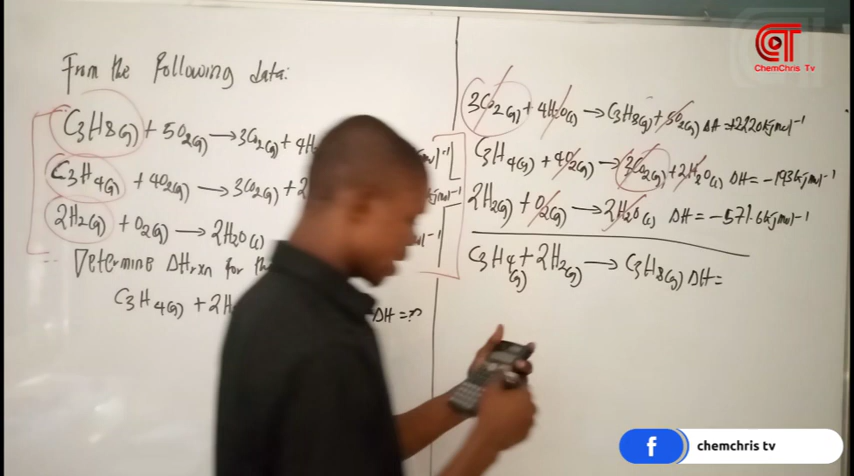 From the following data:
C3H8(g) + 5O2(g) → 3CO2(g) + 4H
C3H4(g) + 4O2(g) → 3CO2(g) + 2
2H2(g) + O2(g) → 2H2O(l)
Determine ΔHrxn for the
C3H4(g) + 2H ΔH = ?
3CO2(g) + 4H2O(l) → C3H8(g) + 5O2(g) ΔH = +2220kJmol⁻¹
C3H4(g) + 4O2(g) → 3CO2(g) + 2H2O(l) ΔH = -1936kJmol⁻¹
2H2(g) + O2(g) → 2H2O(l) ΔH = -571.6kJmol⁻¹
C3H4(g) + 2H2(g) → C3H8(g) ΔH =
CT
ChemChris Tv
f chemchris tv